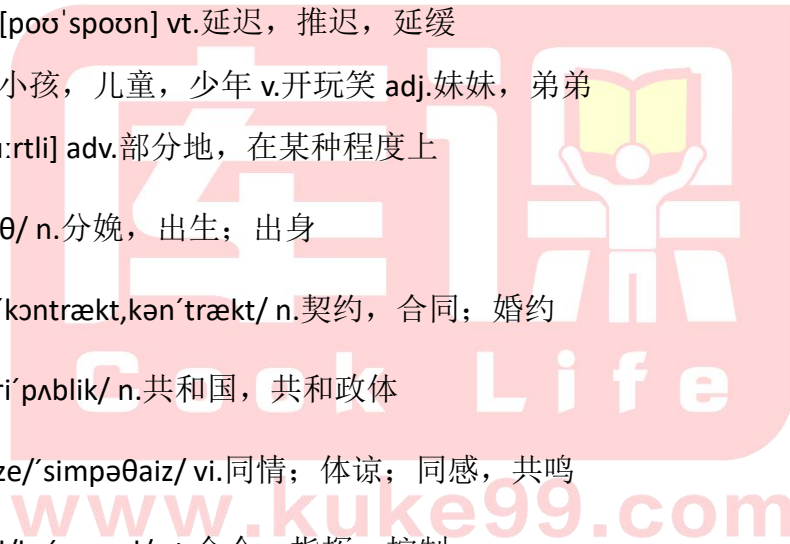 [poʊˈspoʊn] vt.延迟，推迟，延缓
小孩，儿童，少年 v.开玩笑 adj.妹妹，弟弟
ɑːrtli] adv.部分地，在某种程度上
θ/ n.分娩，出生；出身
ˊkɔntrækt,kənˊtrækt/ n.契约，合同；婚约
riˊpʌblik/ n.共和国，共和政体
ze/ˊsimpəθaiz/ vi.同情；体谅；同感，共鸣
库课
Cook Life
www.kuke99.com